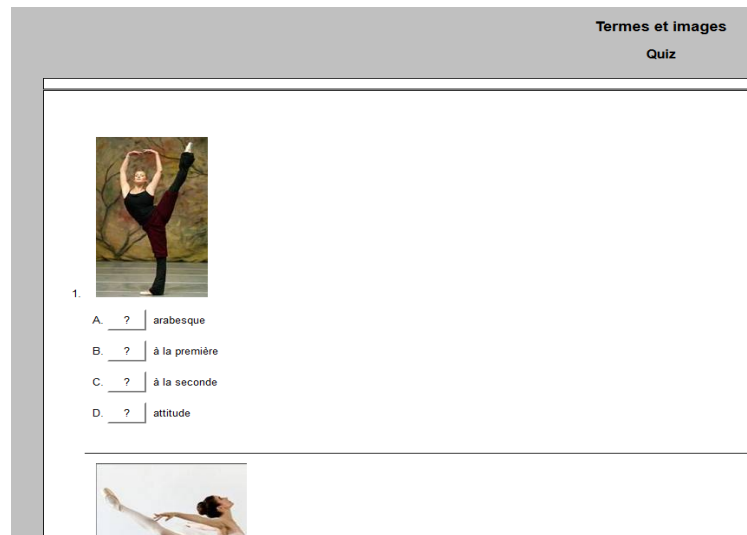 Termes et images
Quiz
1.
A. ? arabesque
B. ? à la première
C. ? à la seconde
D. ? attitude